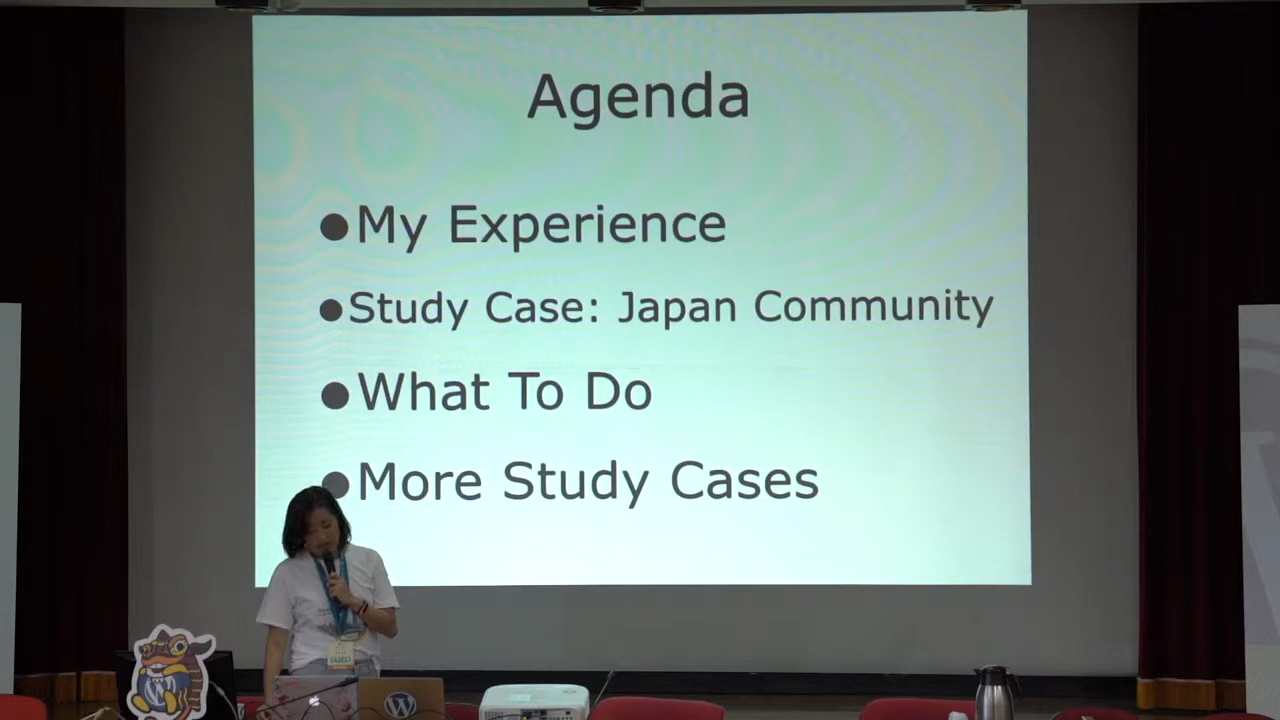 Agenda
●My Experience
●Study Case: Japan Community
●What To Do
●More Study Cases